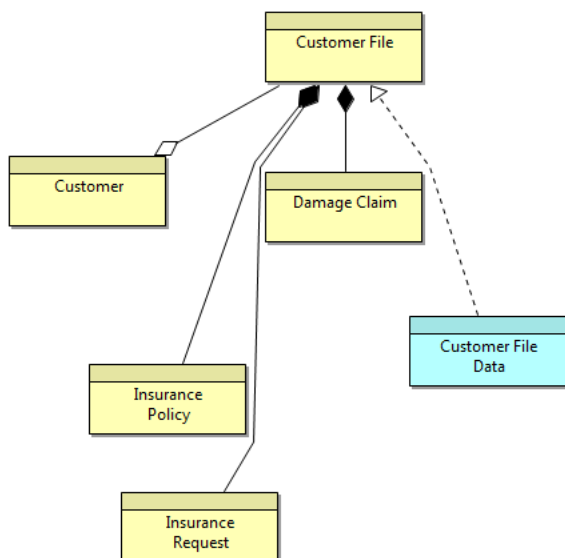 Customer File
Customer
Damage Claim
Customer File
Data
Insurance
Policy
Insurance
Request